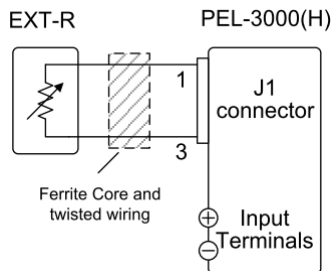 EXT-R
PEL-3000(H)
1
J1
connector
3
Ferrite Core and
twisted wiring
+
Input
-
Terminals